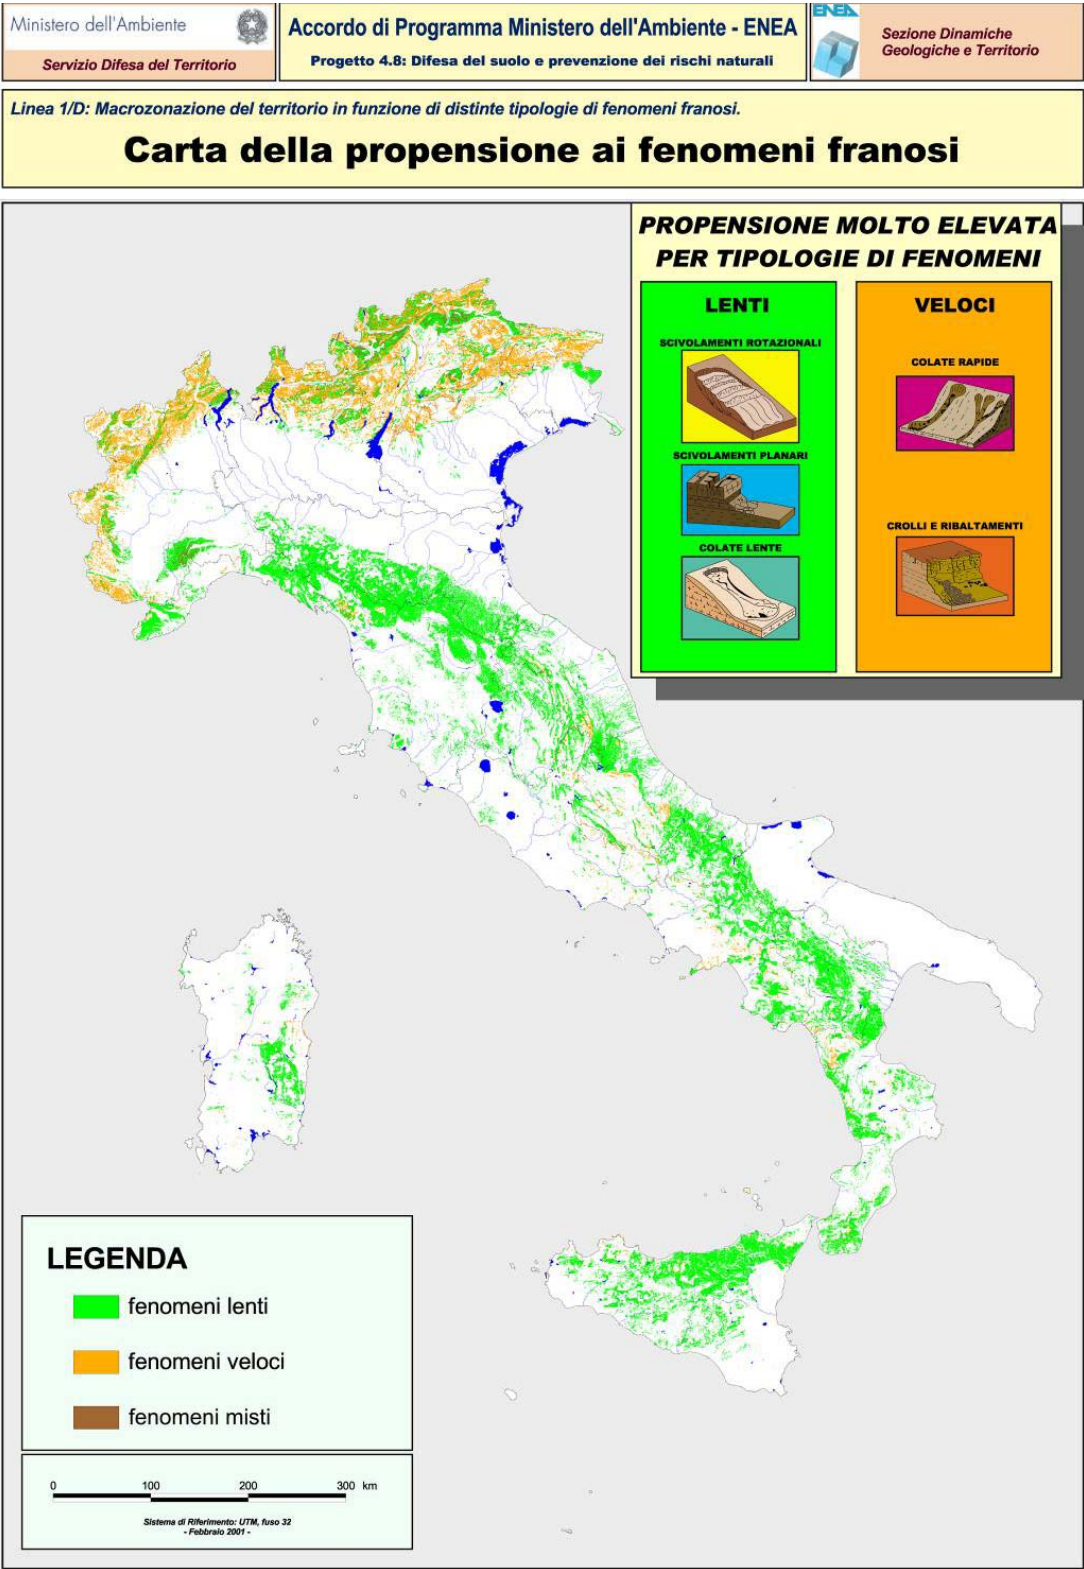 Ministero dell'Ambiente
Servizio Difesa del Territorio
Accordo di Programma Ministero dell'Ambiente - ENEA
Progetto 4.8: Difesa del suolo e prevenzione dei rischi naturali
ENEA
Sezione Dinamiche
Geologiche e Territorio
Linea 1/D: Macrozonazione del territorio in funzione di distinte tipologie di fenomeni franosi.
Carta della propensione ai fenomeni franosi
PROPENSIONE MOLTO ELEVATA
PER TIPOLOGIE DI FENOMENI
LENTI
SCIVOLAMENTI ROTAZIONALI
SCIVOLAMENTI PLANARI
COLATE LENTE
VELOCI
COLATE RAPIDE
CROLLI E RIBALTAMENTI
LEGENDA
fenomeni lenti
fenomeni veloci
fenomeni misti
0 100 200 300 km
Sistema di Riferimento: UTM, fuso 32
- Febbraio 2001 -